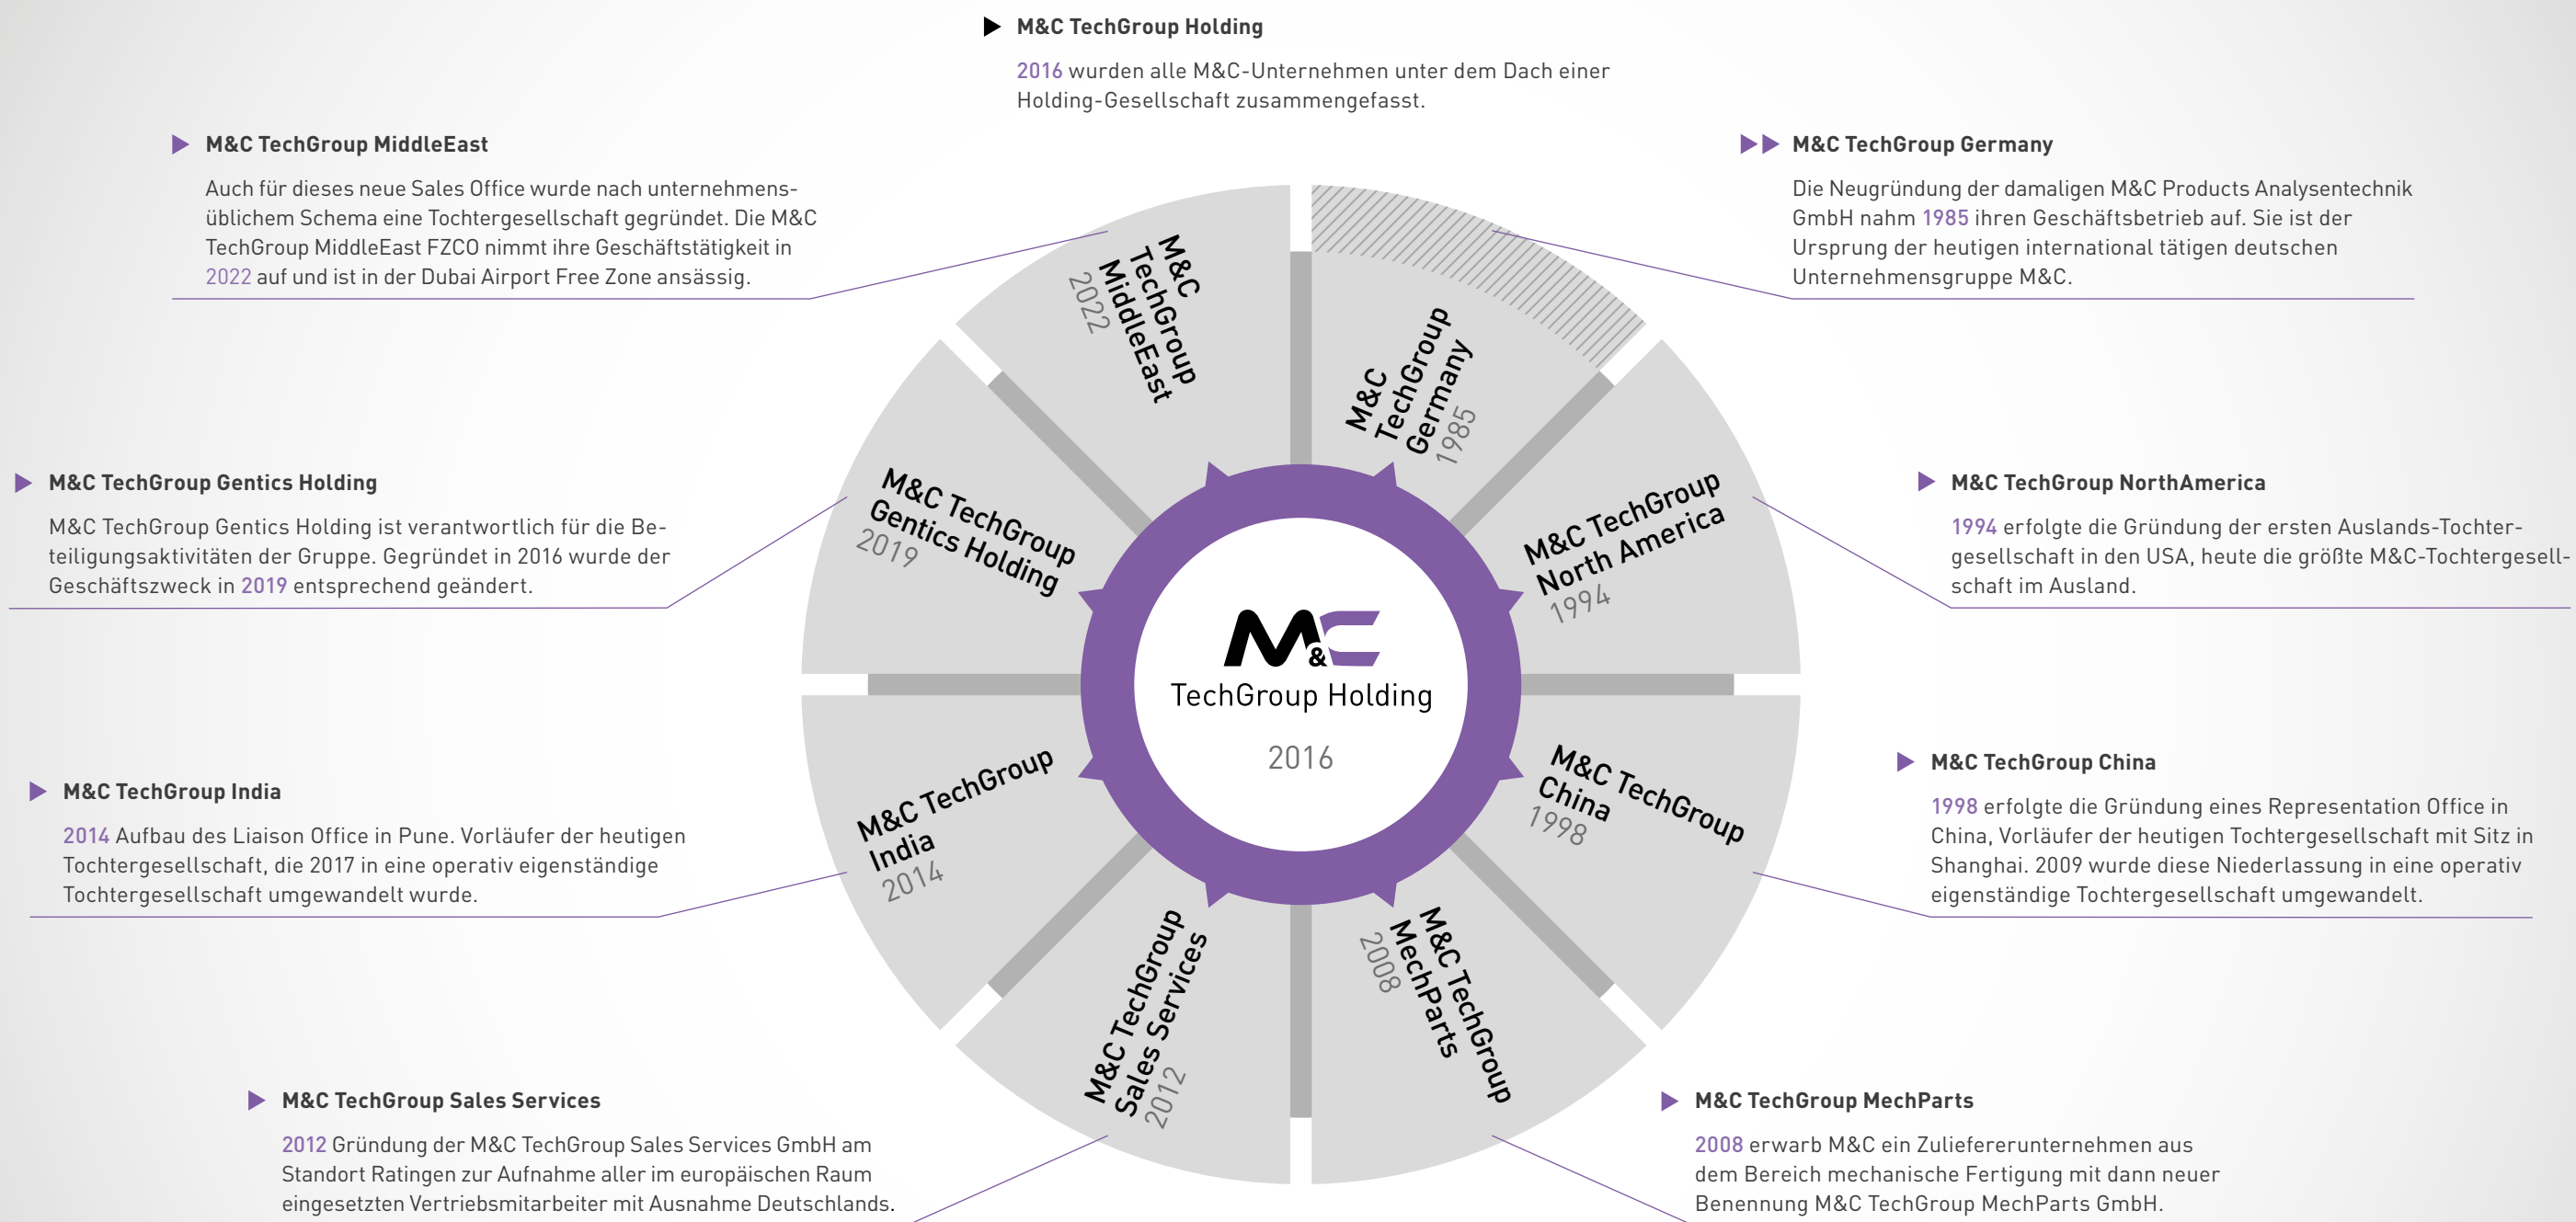 M&C TechGroup Holding
2016 wurden alle M&C-Unternehmen unter dem Dach einer
Holding-Gesellschaft zusammengefasst.
M&C TechGroup MiddleEast
Auch für dieses neue Sales Office wurde nach unternehmens-
üblichem Schema eine Tochtergesellschaft gegründet. Die M&C
TechGroup MiddleEast FZCO nimmt ihre Geschäftstätigkeit in
2022 auf und ist in der Dubai Airport Free Zone ansässig.
M&C TechGroup Germany
Die Neugründung der damaligen M&C Products Analysentechnik
GmbH nahm 1985 ihren Geschäftsbetrieb auf. Sie ist der
Ursprung der heutigen international tätigen deutschen
Unternehmensgruppe M&C.
M&C TechGroup Gentics Holding
M&C TechGroup Gentics Holding ist verantwortlich für die Be-
teiligungsaktivitäten der Gruppe. Gegründet in 2016 wurde der
Geschäftszweck in 2019 entsprechend geändert.
M&C TechGroup NorthAmerica
1994 erfolgte die Gründung der ersten Auslands-Tochter-
gesellschaft in den USA, heute die größte M&C-Tochtergesell-
schaft im Ausland.
M&C TechGroup India
2014 Aufbau des Liaison Office in Pune. Vorläufer der heutigen
Tochtergesellschaft, die 2017 in eine operativ eigenständige
Tochtergesellschaft umgewandelt wurde.
M&C TechGroup China
1998 erfolgte die Gründung eines Representation Office in
China, Vorläufer der heutigen Tochtergesellschaft mit Sitz in
Shanghai. 2009 wurde diese Niederlassung in eine operativ
eigenständige Tochtergesellschaft umgewandelt.
M&C TechGroup Sales Services
2012 Gründung der M&C TechGroup Sales Services GmbH am
Standort Ratingen zur Aufnahme aller im europäischen Raum
eingesetzten Vertriebsmitarbeiter mit Ausnahme Deutschlands.
M&C TechGroup MechParts
2008 erwarb M&C ein Zuliefererunternehmen aus
dem Bereich mechanische Fertigung mit dann neuer
Benennung M&C TechGroup MechParts GmbH.
M&C
TechGroup
MiddleEast
2022
M&C
TechGroup
Germany
1985
M&C TechGroup
Gentics Holding
2019
M&C TechGroup
North America
1994
M&C
TechGroup Holding
2016
M&C TechGroup
India
2014
M&C TechGroup
China
1998
M&C TechGroup
Sales Services
2012
M&C TechGroup
MechParts
2008